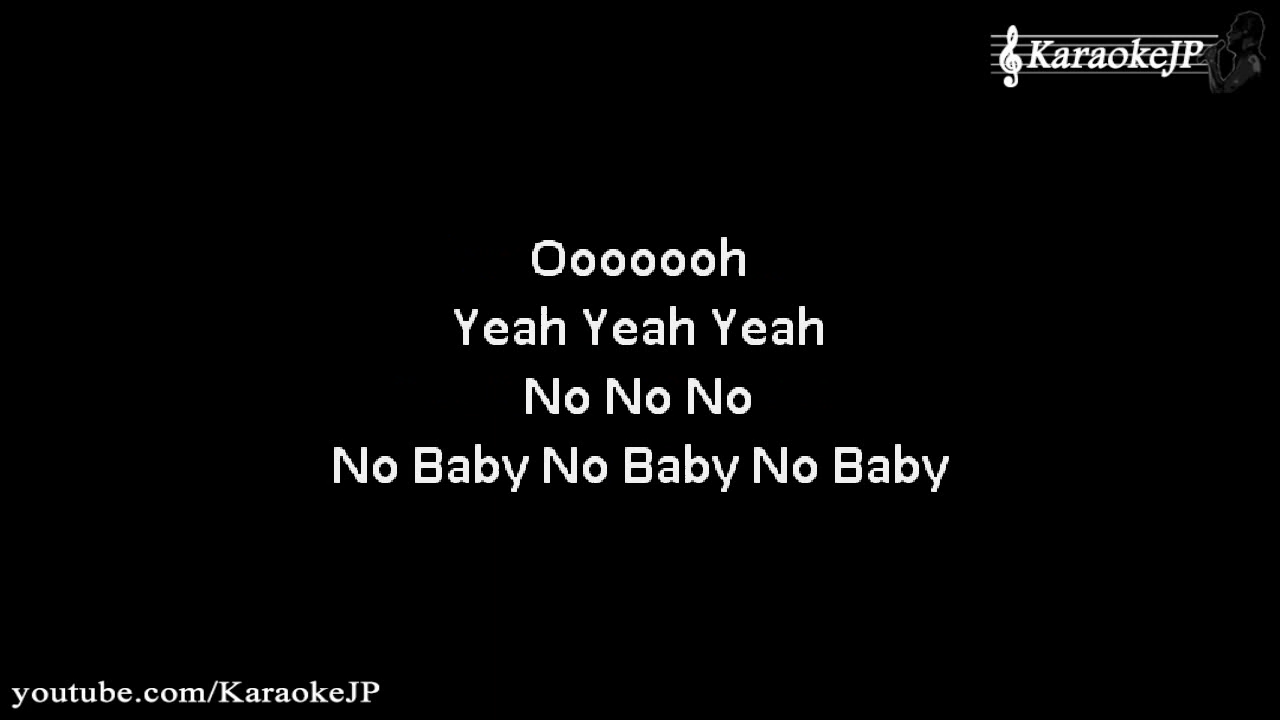 KaraokeJP
Ooooooh
Yeah Yeah Yeah
No No No
No Baby No Baby No Baby
youtube.com/KaraokeJP